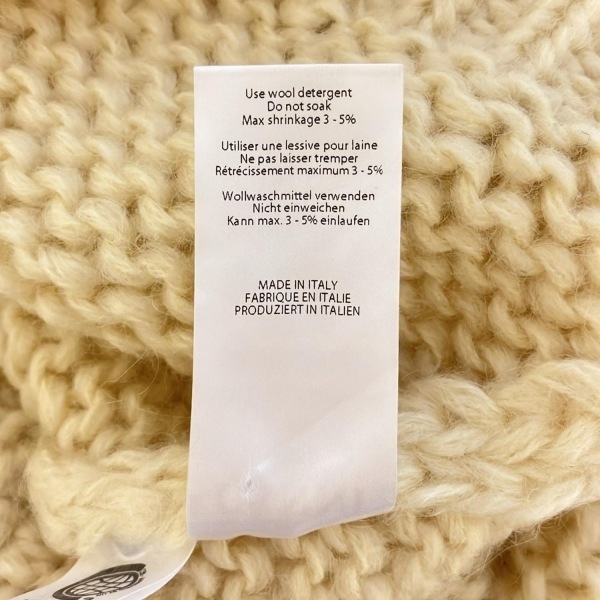 Use wool detergent
Do not soak
Max shrinkage 3 - 5%
Utiliser une lessive pour laine
Ne pas laisser tremper
Rétrécissement maximum 3 - 5%
Wollwaschmittel verwenden
Nicht einweichen
Kann max. 3 - 5% einlaufen
MADE IN ITALY
FABRIQUE EN ITALIE
PRODUZIERT IN ITALIEN